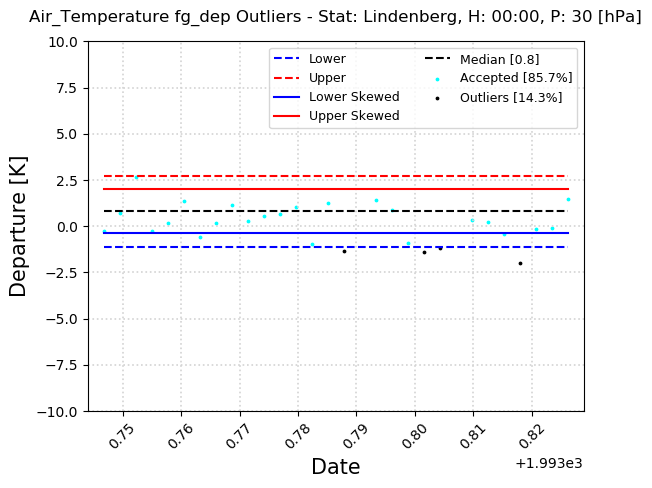 Air_Temperature fg_dep Outliers - Stat: Lindenberg, H: 00:00, P: 30 [hPa]
10.0
7.5
5.0
2.5
0.0
−2.5
−5.0
−7.5
−10.0
Departure [K]
Lower
Upper
Lower Skewed
Upper Skewed
Median [0.8]
Accepted [85.7%]
Outliers [14.3%]
0.75
0.76
0.77
0.78
0.79
0.80
0.81
0.82
+1.993e3
Date